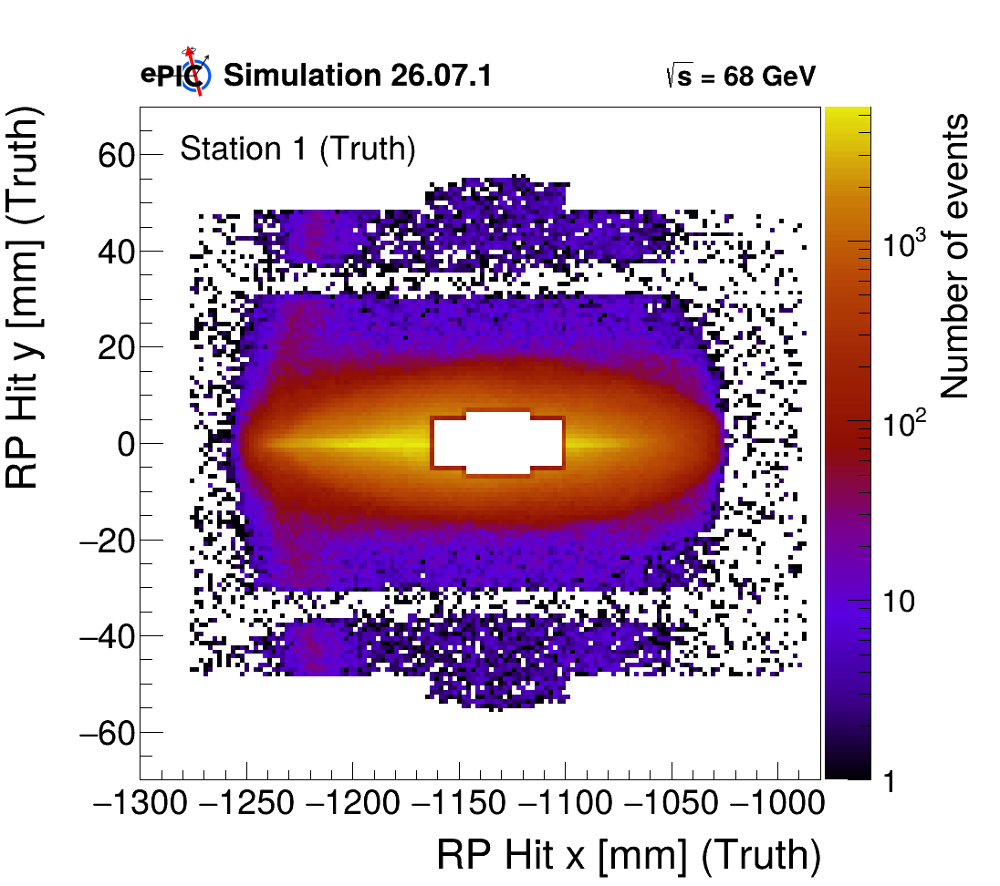 ePIC Simulation 26.07.1
√s = 68 GeV
Station 1 (Truth)
RP Hit y [mm] (Truth)
60
40
20
0
−20
−40
−60
−1300 −1250 −1200 −1150 −1100 −1050 −1000
RP Hit x [mm] (Truth)
10³
10²
10
1
Number of events